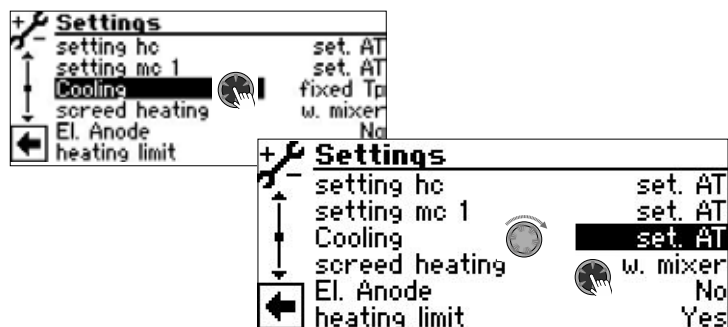 Settings
setting hc set. AT
setting mc 1 set. AT
Cooling fixed Tp
screed heating w. mixer
El. Anode No
heating limit
Settings
setting hc set. AT
setting mc 1 set. AT
Cooling set. AT
screed heating w. mixer
El. Anode No
heating limit Yes